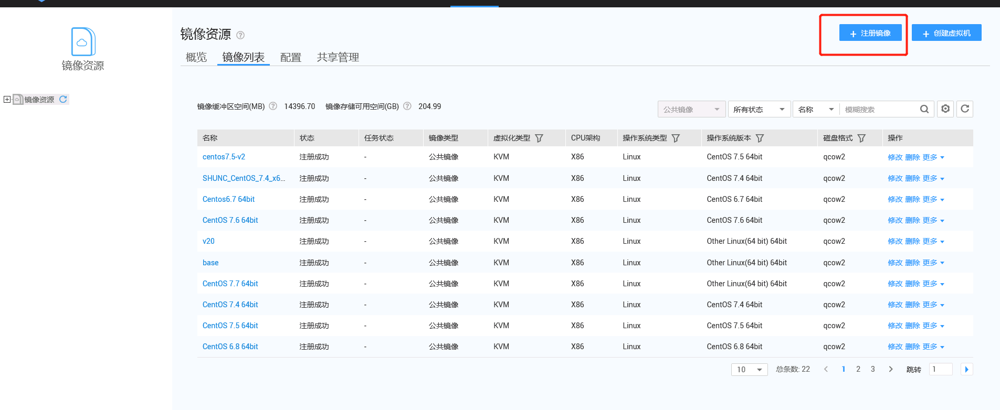 镜像资源
镜像资源
镜像资源 ?
+ 注册镜像 + 创建虚拟机
概览 镜像列表 配置 共享管理
镜像缓冲区空间(MB) ? 14396.70 镜像存储可用空间(GB) ? 204.99 公共镜像 所有状态 名称 模糊搜索
名称 状态 任务状态 镜像类型 虚拟化类型 CPU架构 操作系统类型 操作系统版本 磁盘格式 操作
centos7.5-v2 注册成功 - 公共镜像 KVM X86 Linux CentOS 7.5 64bit qcow2 修改 删除 更多
SHUNC_CentOS_7.4_x6... 注册成功 - 公共镜像 KVM X86 Linux CentOS 7.4 64bit qcow2 修改 删除 更多
Centos6.7 64bit 注册成功 - 公共镜像 KVM X86 Linux CentOS 6.7 64bit qcow2 修改 删除 更多
CentOS 7.6 64bit 注册成功 - 公共镜像 KVM X86 Linux CentOS 7.6 64bit qcow2 修改 删除 更多
v20 注册成功 - 公共镜像 KVM X86 Linux Other Linux(64 bit) 64bit qcow2 修改 删除 更多
base 注册成功 - 公共镜像 KVM X86 Linux Other Linux(64 bit) 64bit qcow2 修改 删除 更多
CentOS 7.7 64bit 注册成功 - 公共镜像 KVM X86 Linux Other Linux(64 bit) 64bit qcow2 修改 删除 更多
CentOS 7.4 64bit 注册成功 - 公共镜像 KVM X86 Linux CentOS 7.4 64bit qcow2 修改 删除 更多
CentOS 7.5 64bit 注册成功 - 公共镜像 KVM X86 Linux CentOS 7.5 64bit qcow2 修改 删除 更多
CentOS 6.8 64bit 注册成功 - 公共镜像 KVM X86 Linux CentOS 6.8 64bit qcow2 修改 删除 更多
10 总条数: 22 < 1 2 3 > 跳转 1